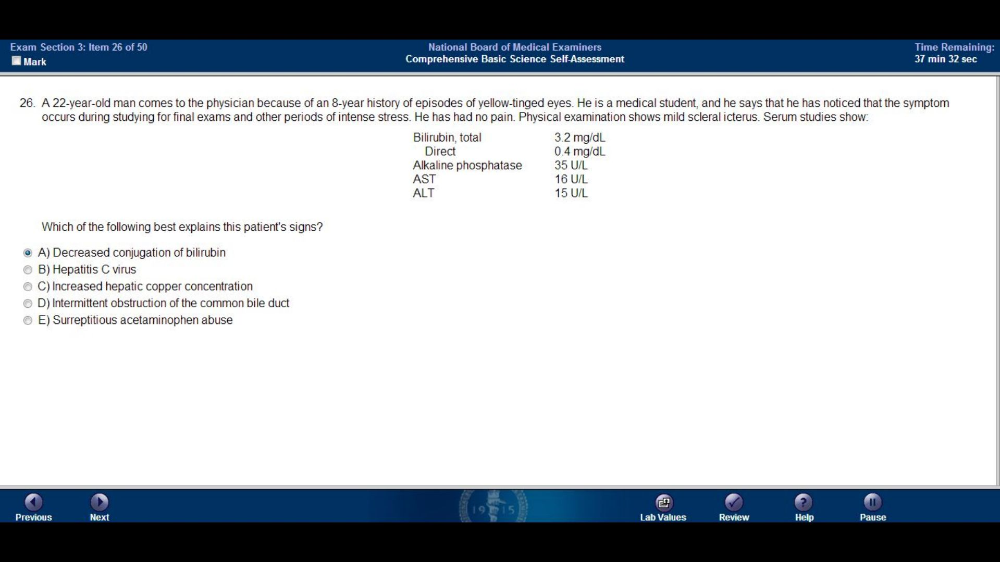 Exam Section 3: Item 26 of 50
Mark
National Board of Medical Examiners
Comprehensive Basic Science Self-Assessment
Time Remaining:
37 min 32 sec
26. A 22-year-old man comes to the physician because of an 8-year history of episodes of yellow-tinged eyes. He is a medical student, and he says that he has noticed that the symptom
occurs during studying for final exams and other periods of intense stress. He has had no pain. Physical examination shows mild scleral icterus. Serum studies show:
Bilirubin, total 3.2 mg/dL
Direct 0.4 mg/dL
Alkaline phosphatase 35 U/L
AST 16 U/L
ALT 15 U/L
Which of the following best explains this patient's signs?
A) Decreased conjugation of bilirubin
B) Hepatitis C virus
C) Increased hepatic copper concentration
D) Intermittent obstruction of the common bile duct
E) Surreptitious acetaminophen abuse
1915
Previous
Next
Lab Values
Review
Help
Pause